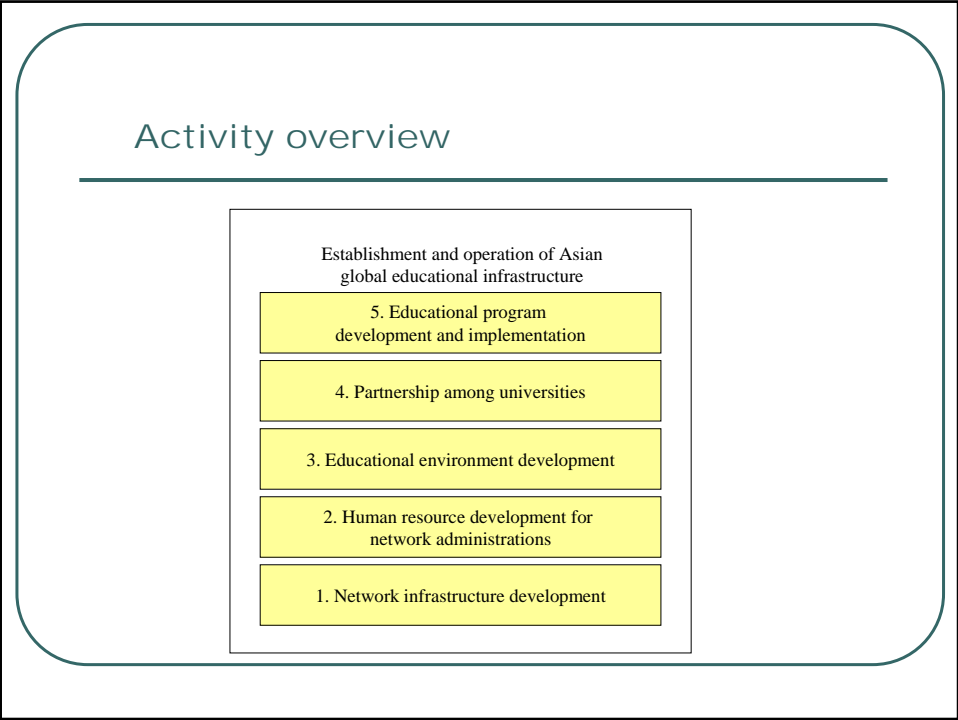 Activity overview
Establishment and operation of Asian
global educational infrastructure
5. Educational program
development and implementation
4. Partnership among universities
3. Educational environment development
2. Human resource development for
network administrations
1. Network infrastructure development